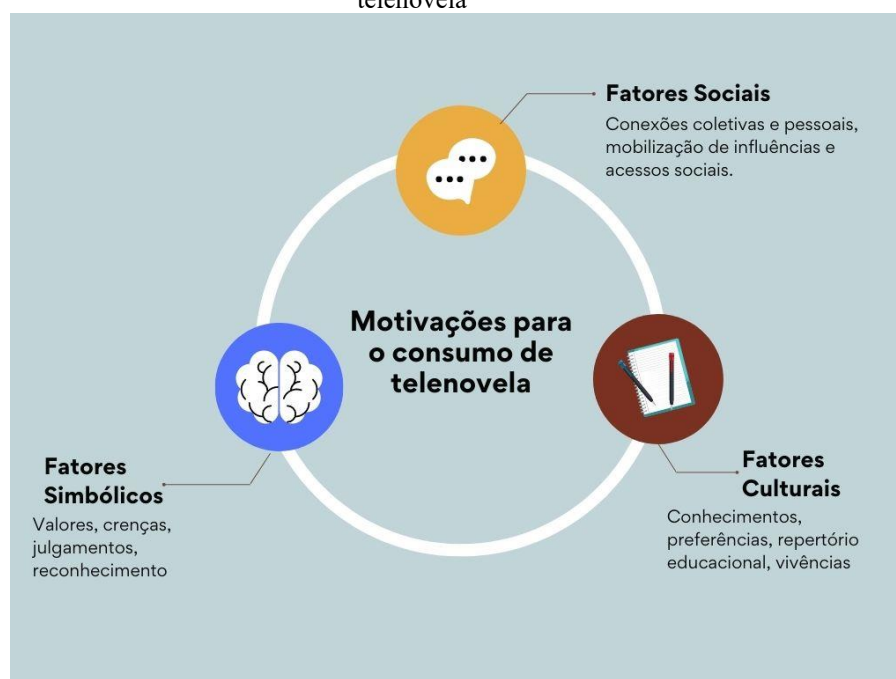 telenovela
Fatores Sociais
Conexões coletivas e pessoais,
mobilização de influências e
acessos sociais.
Motivações para
o consumo de
telenovela
Fatores
Simbólicos
Valores, crenças,
julgamentos,
reconhecimento
Fatores
Culturais
Conhecimentos,
preferências, repertório
educacional, vivências